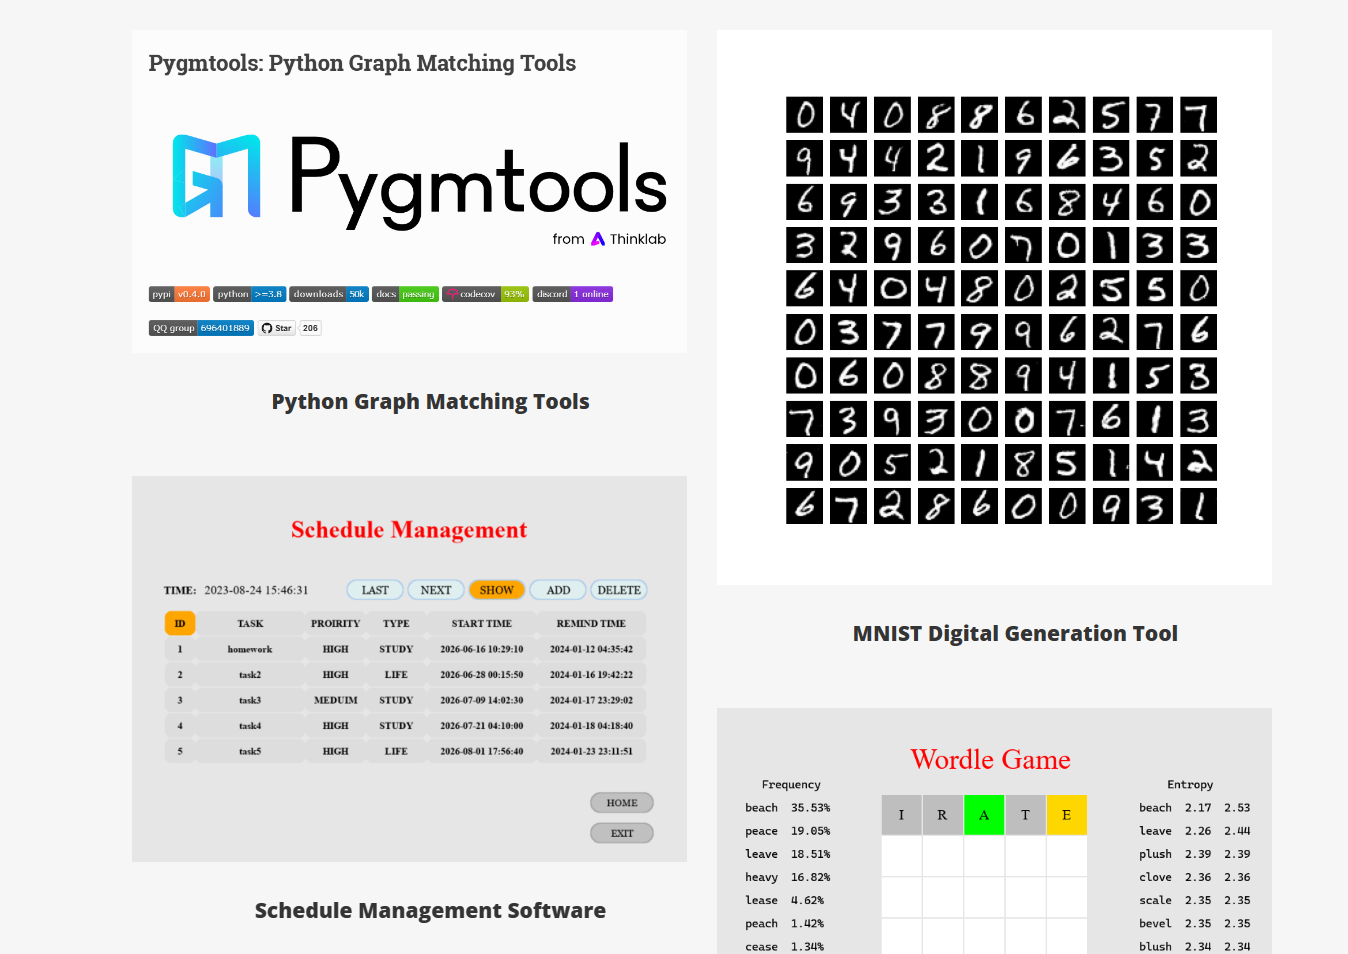 Pygmtools: Python Graph Matching Tools
Pygmtools
from Thinklab
pypi v0.4.0 python >=3.8 downloads 50k docs passing codecov 93% discord 1 online
QQ group 696401889 Star 206
Python Graph Matching Tools
Schedule Management
TIME: 2023-08-24 15:46:31 LAST NEXT SHOW ADD DELETE
ID TASK PROIRITY TYPE START TIME REMIND TIME
1 homework HIGH STUDY 2026-06-16 10:29:10 2024-01-12 04:35:42
2 task2 HIGH LIFE 2026-06-28 00:15:50 2024-01-16 19:42:22
3 task3 MEDUIM STUDY 2026-07-09 14:02:30 2024-01-17 23:29:02
4 task4 HIGH STUDY 2026-07-21 04:10:00 2024-01-18 04:18:40
5 task5 HIGH LIFE 2026-08-01 17:56:40 2024-01-23 23:11:51
HOME
EXIT
Schedule Management Software
0 4 0 8 8 6 2 5 7 7
9 4 4 2 1 9 6 3 5 2
6 9 3 3 1 6 8 4 6 0
3 2 9 6 0 7 0 1 3 3
6 4 0 4 8 0 2 5 5 0
0 3 7 7 9 9 6 2 7 6
0 6 0 8 8 9 4 1 5 3
7 3 9 3 0 0 7 6 1 3
9 0 5 2 1 8 5 1 4 2
6 7 2 8 6 0 0 9 3 1
MNIST Digital Generation Tool
Wordle Game
Frequency
beach 35.53%
peace 19.05%
leave 18.51%
heavy 16.82%
lease 4.62%
peach 1.42%
cease 1.34%
I R A T E
Entropy
beach 2.17 2.53
leave 2.26 2.44
plush 2.39 2.39
clove 2.36 2.36
scale 2.35 2.35
bevel 2.35 2.35
blush 2.34 2.34